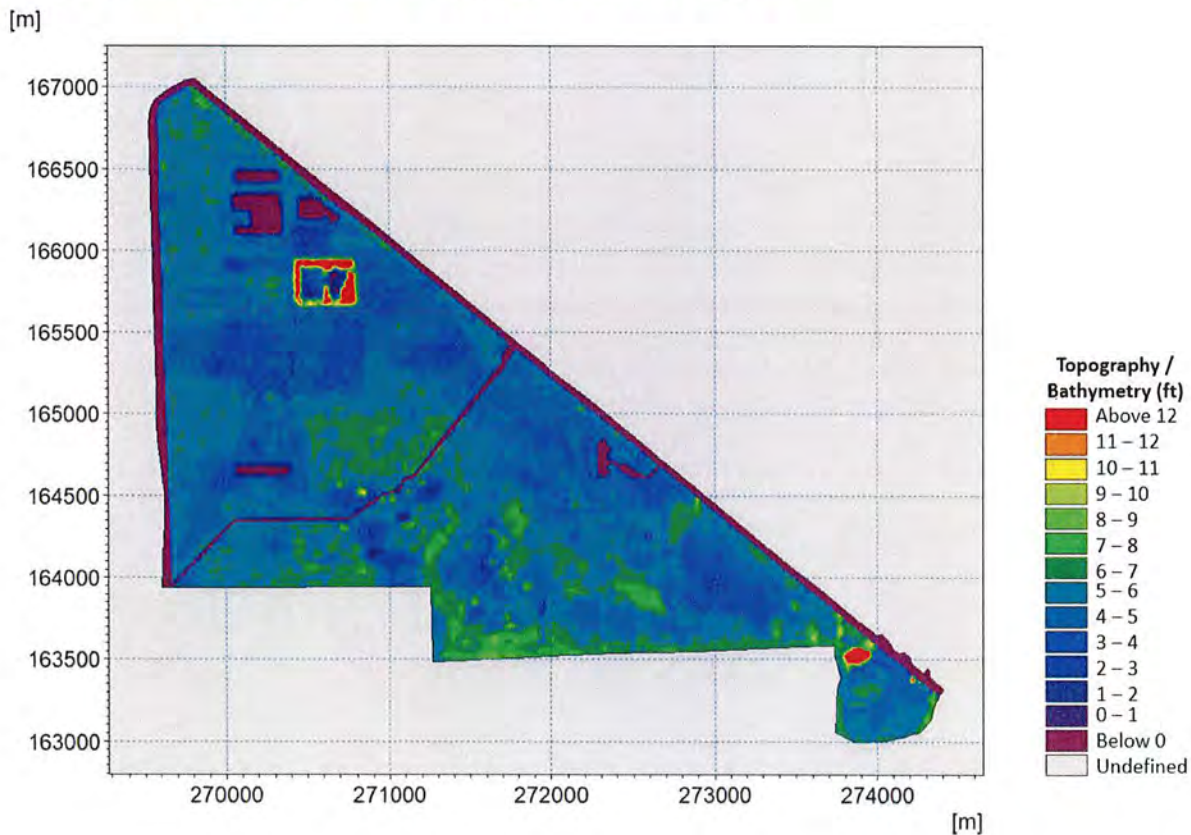 [m]
167000
166500
166000
165500
165000
164500
164000
163500
163000
270000 271000 272000 273000 274000
[m]
Topography /
Bathymetry (ft)
Above 12
11 – 12
10 – 11
9 – 10
8 – 9
7 – 8
6 – 7
5 – 6
4 – 5
3 – 4
2 – 3
1 – 2
0 – 1
Below 0
Undefined